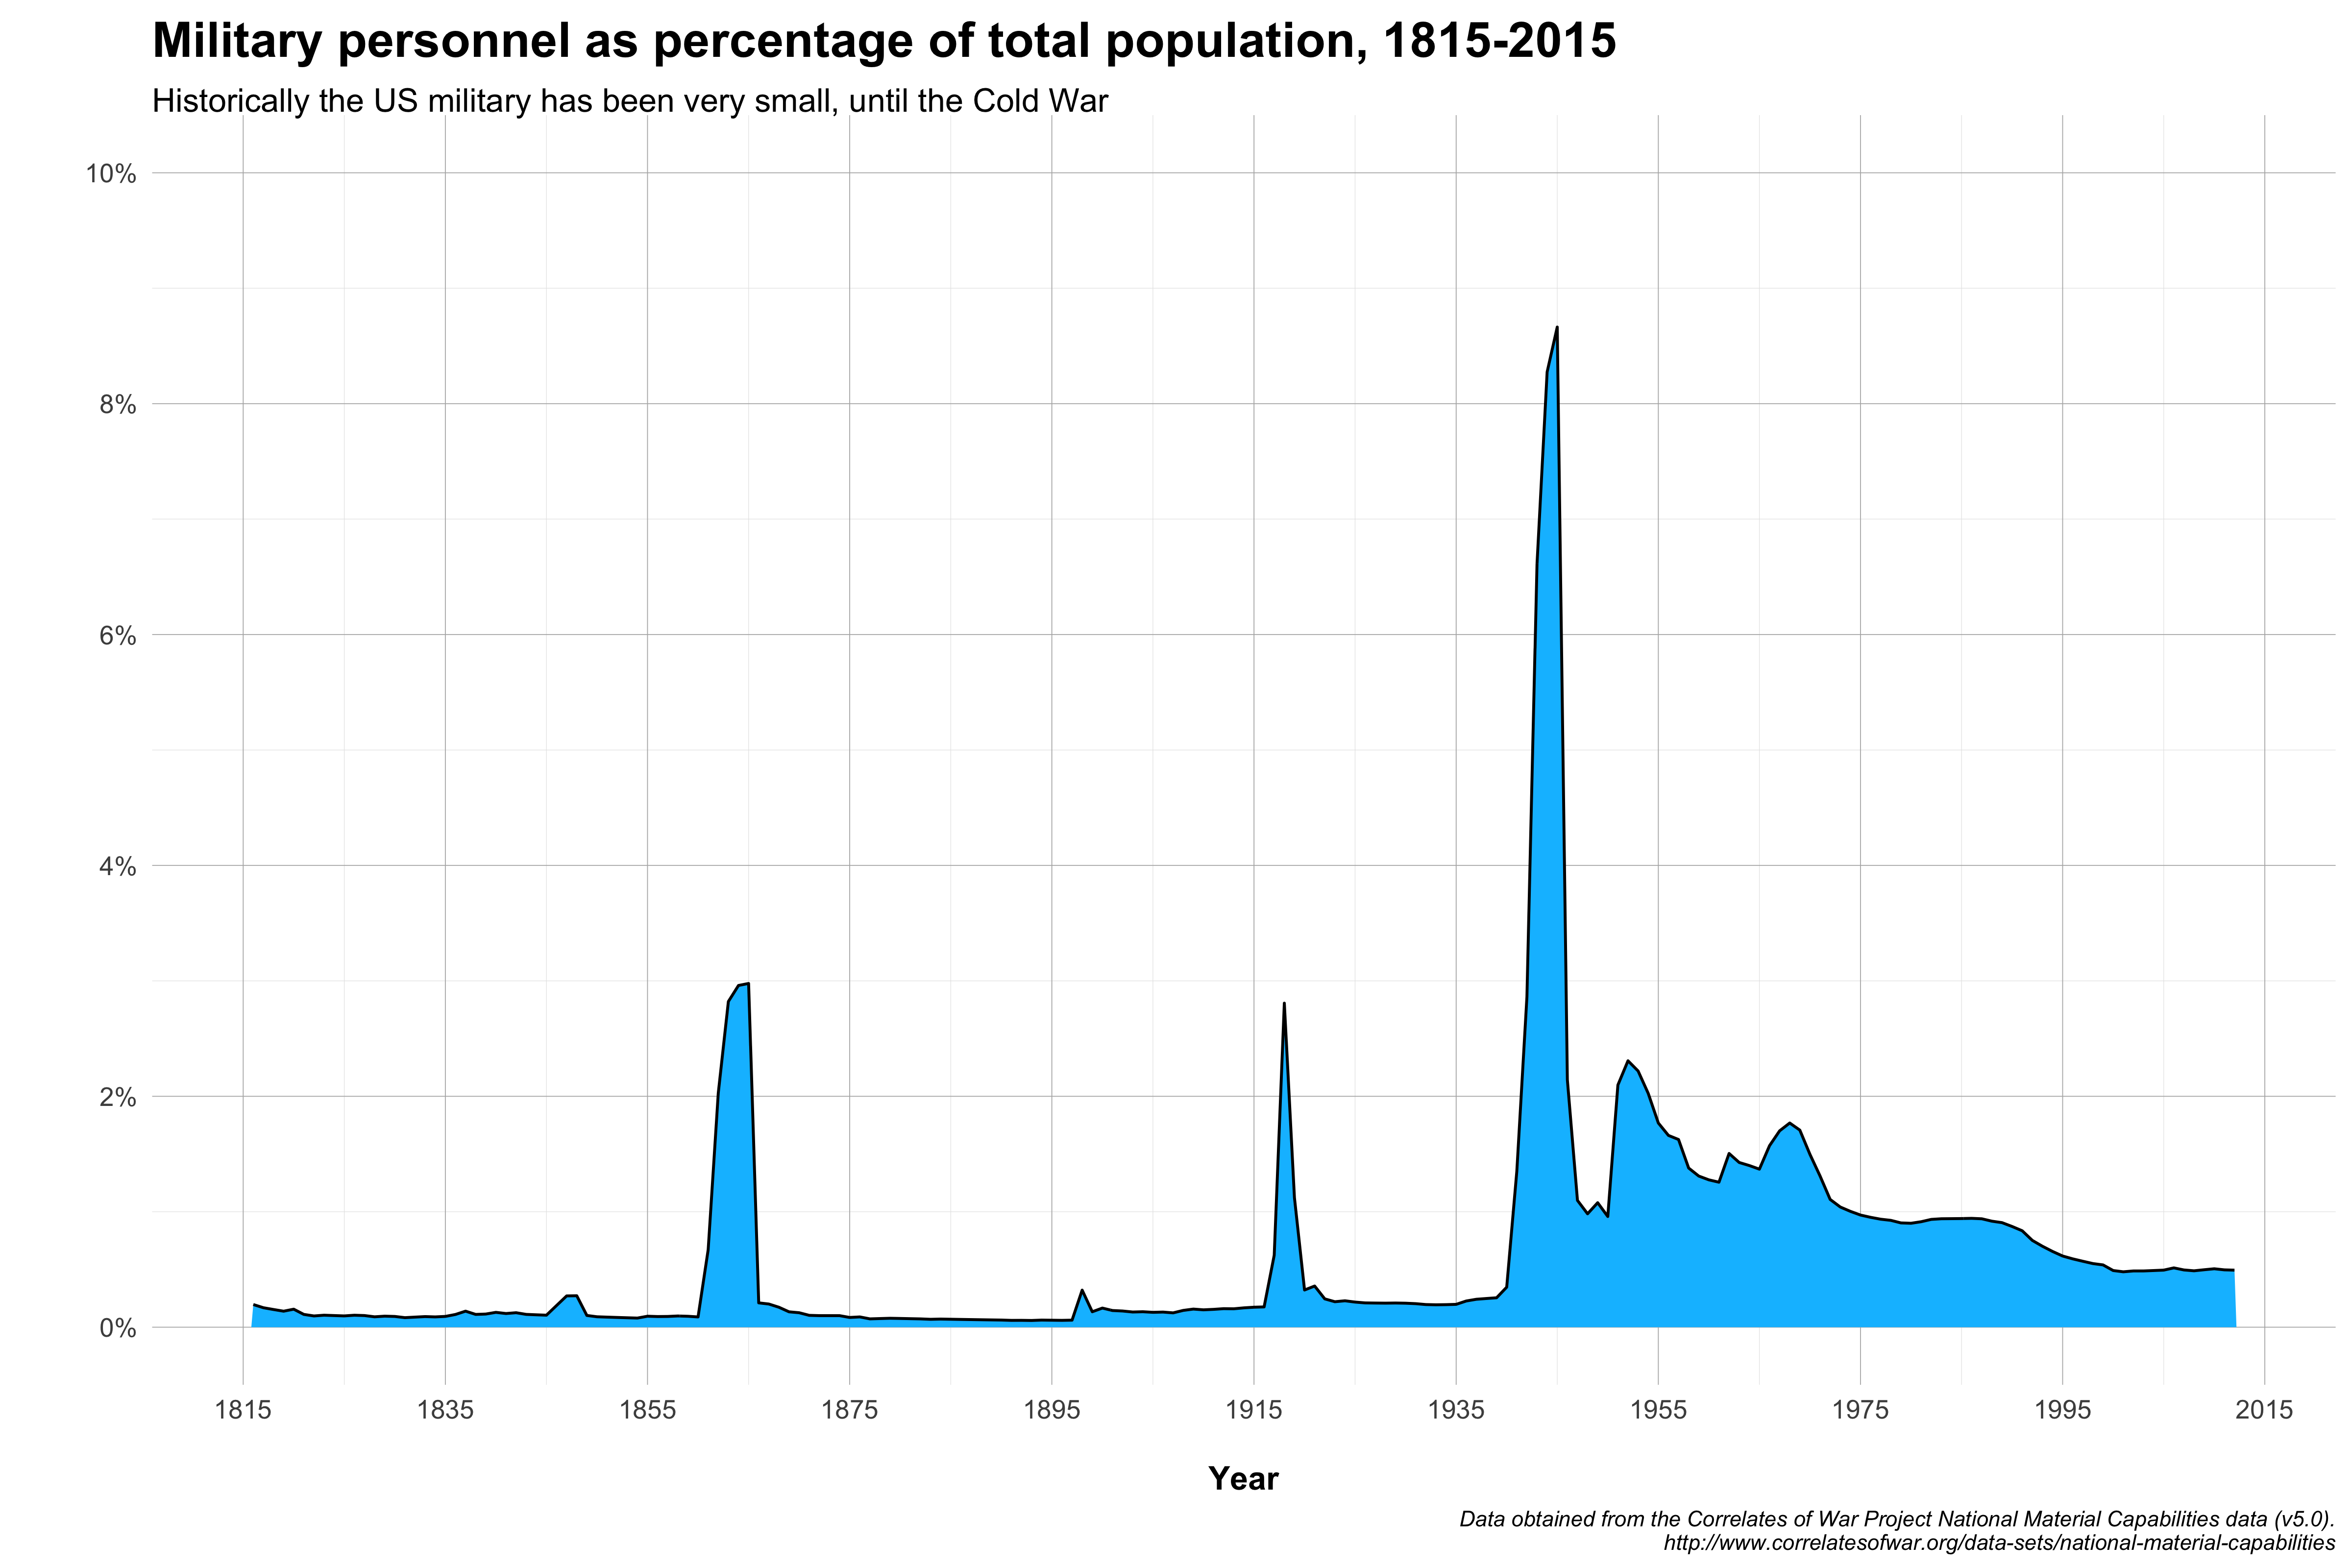 Military personnel as percentage of total population, 1815-2015
Historically the US military has been very small, until the Cold War
10%
8%
6%
4%
2%
0%
1815 1835 1855 1875 1895 1915 1935 1955 1975 1995 2015
Year
Data obtained from the Correlates of War Project National Material Capabilities data (v5.0).
http://www.correlatesofwar.org/data-sets/national-material-capabilities